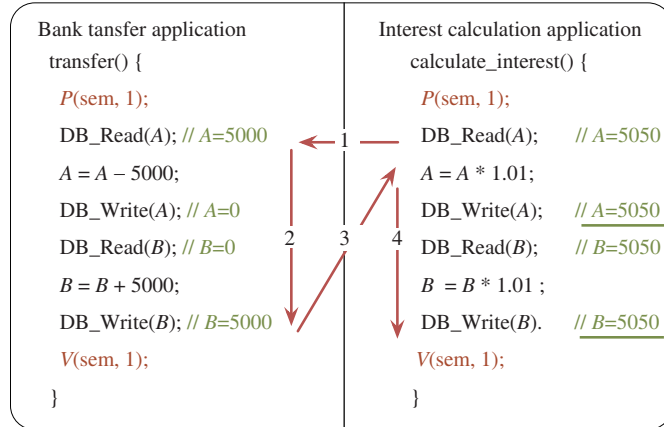 Bank tansfer application
transfer() {
P(sem, 1);
DB_Read(A); // A=5000
A = A – 5000;
DB_Write(A); // A=0
DB_Read(B); // B=0
B = B + 5000;
DB_Write(B); // B=5000
V(sem, 1);
}
1
2
3
4
Interest calculation application
calculate_interest() {
P(sem, 1);
DB_Read(A); // A=5050
A = A * 1.01;
DB_Write(A); // A=5050
DB_Read(B); // B=5050
B = B * 1.01 ;
DB_Write(B). // B=5050
V(sem, 1);
}